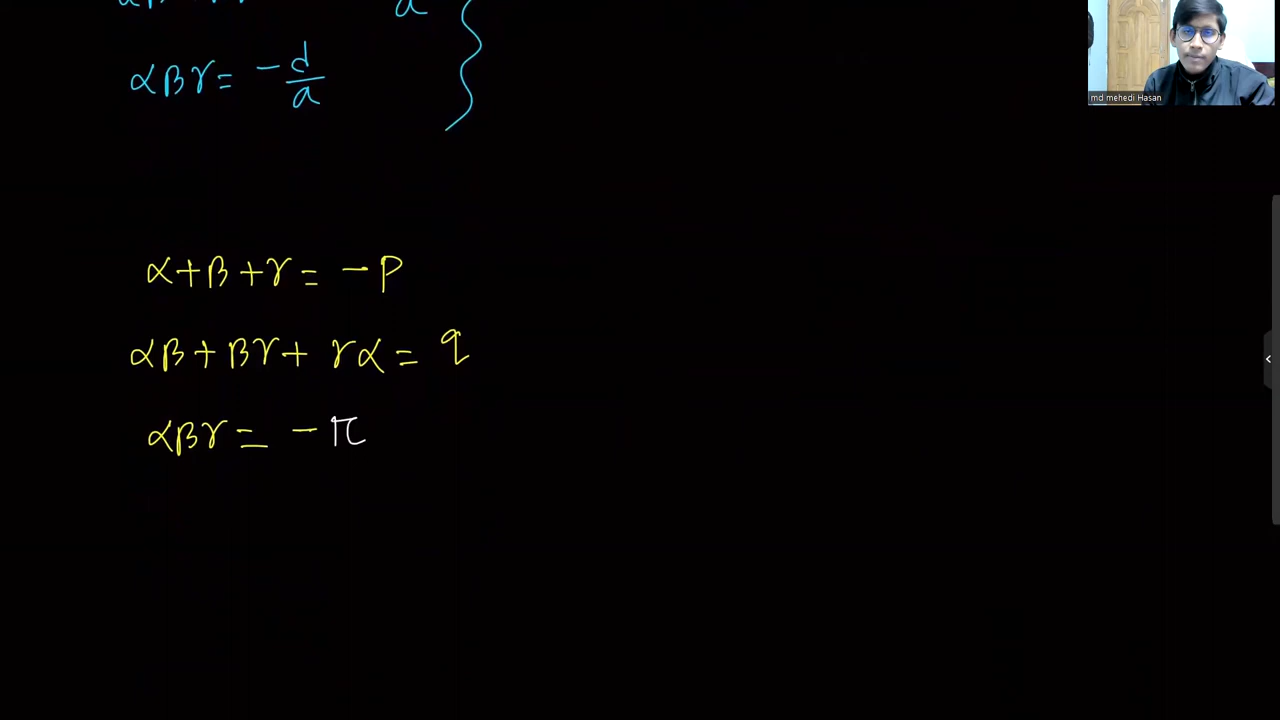 a
αβγ = - d/a
md mehedi Hasan
α+β+γ = -p
αβ+βγ+γα = q
αβγ = -π